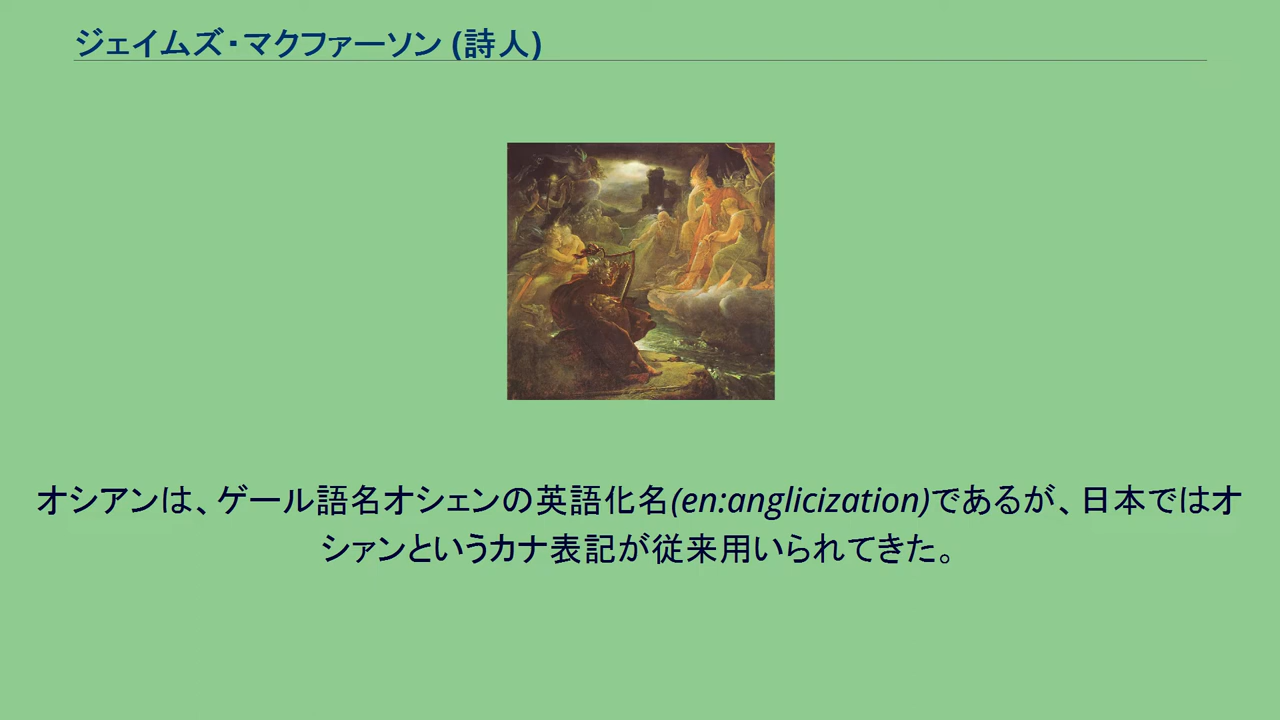 ジェイムズ・マクファーソン (詩人)
オシアンは、ゲール語名オシェンの英語化名(en:anglicization)であるが、日本ではオ
シァンというカナ表記が従来用いられてきた。